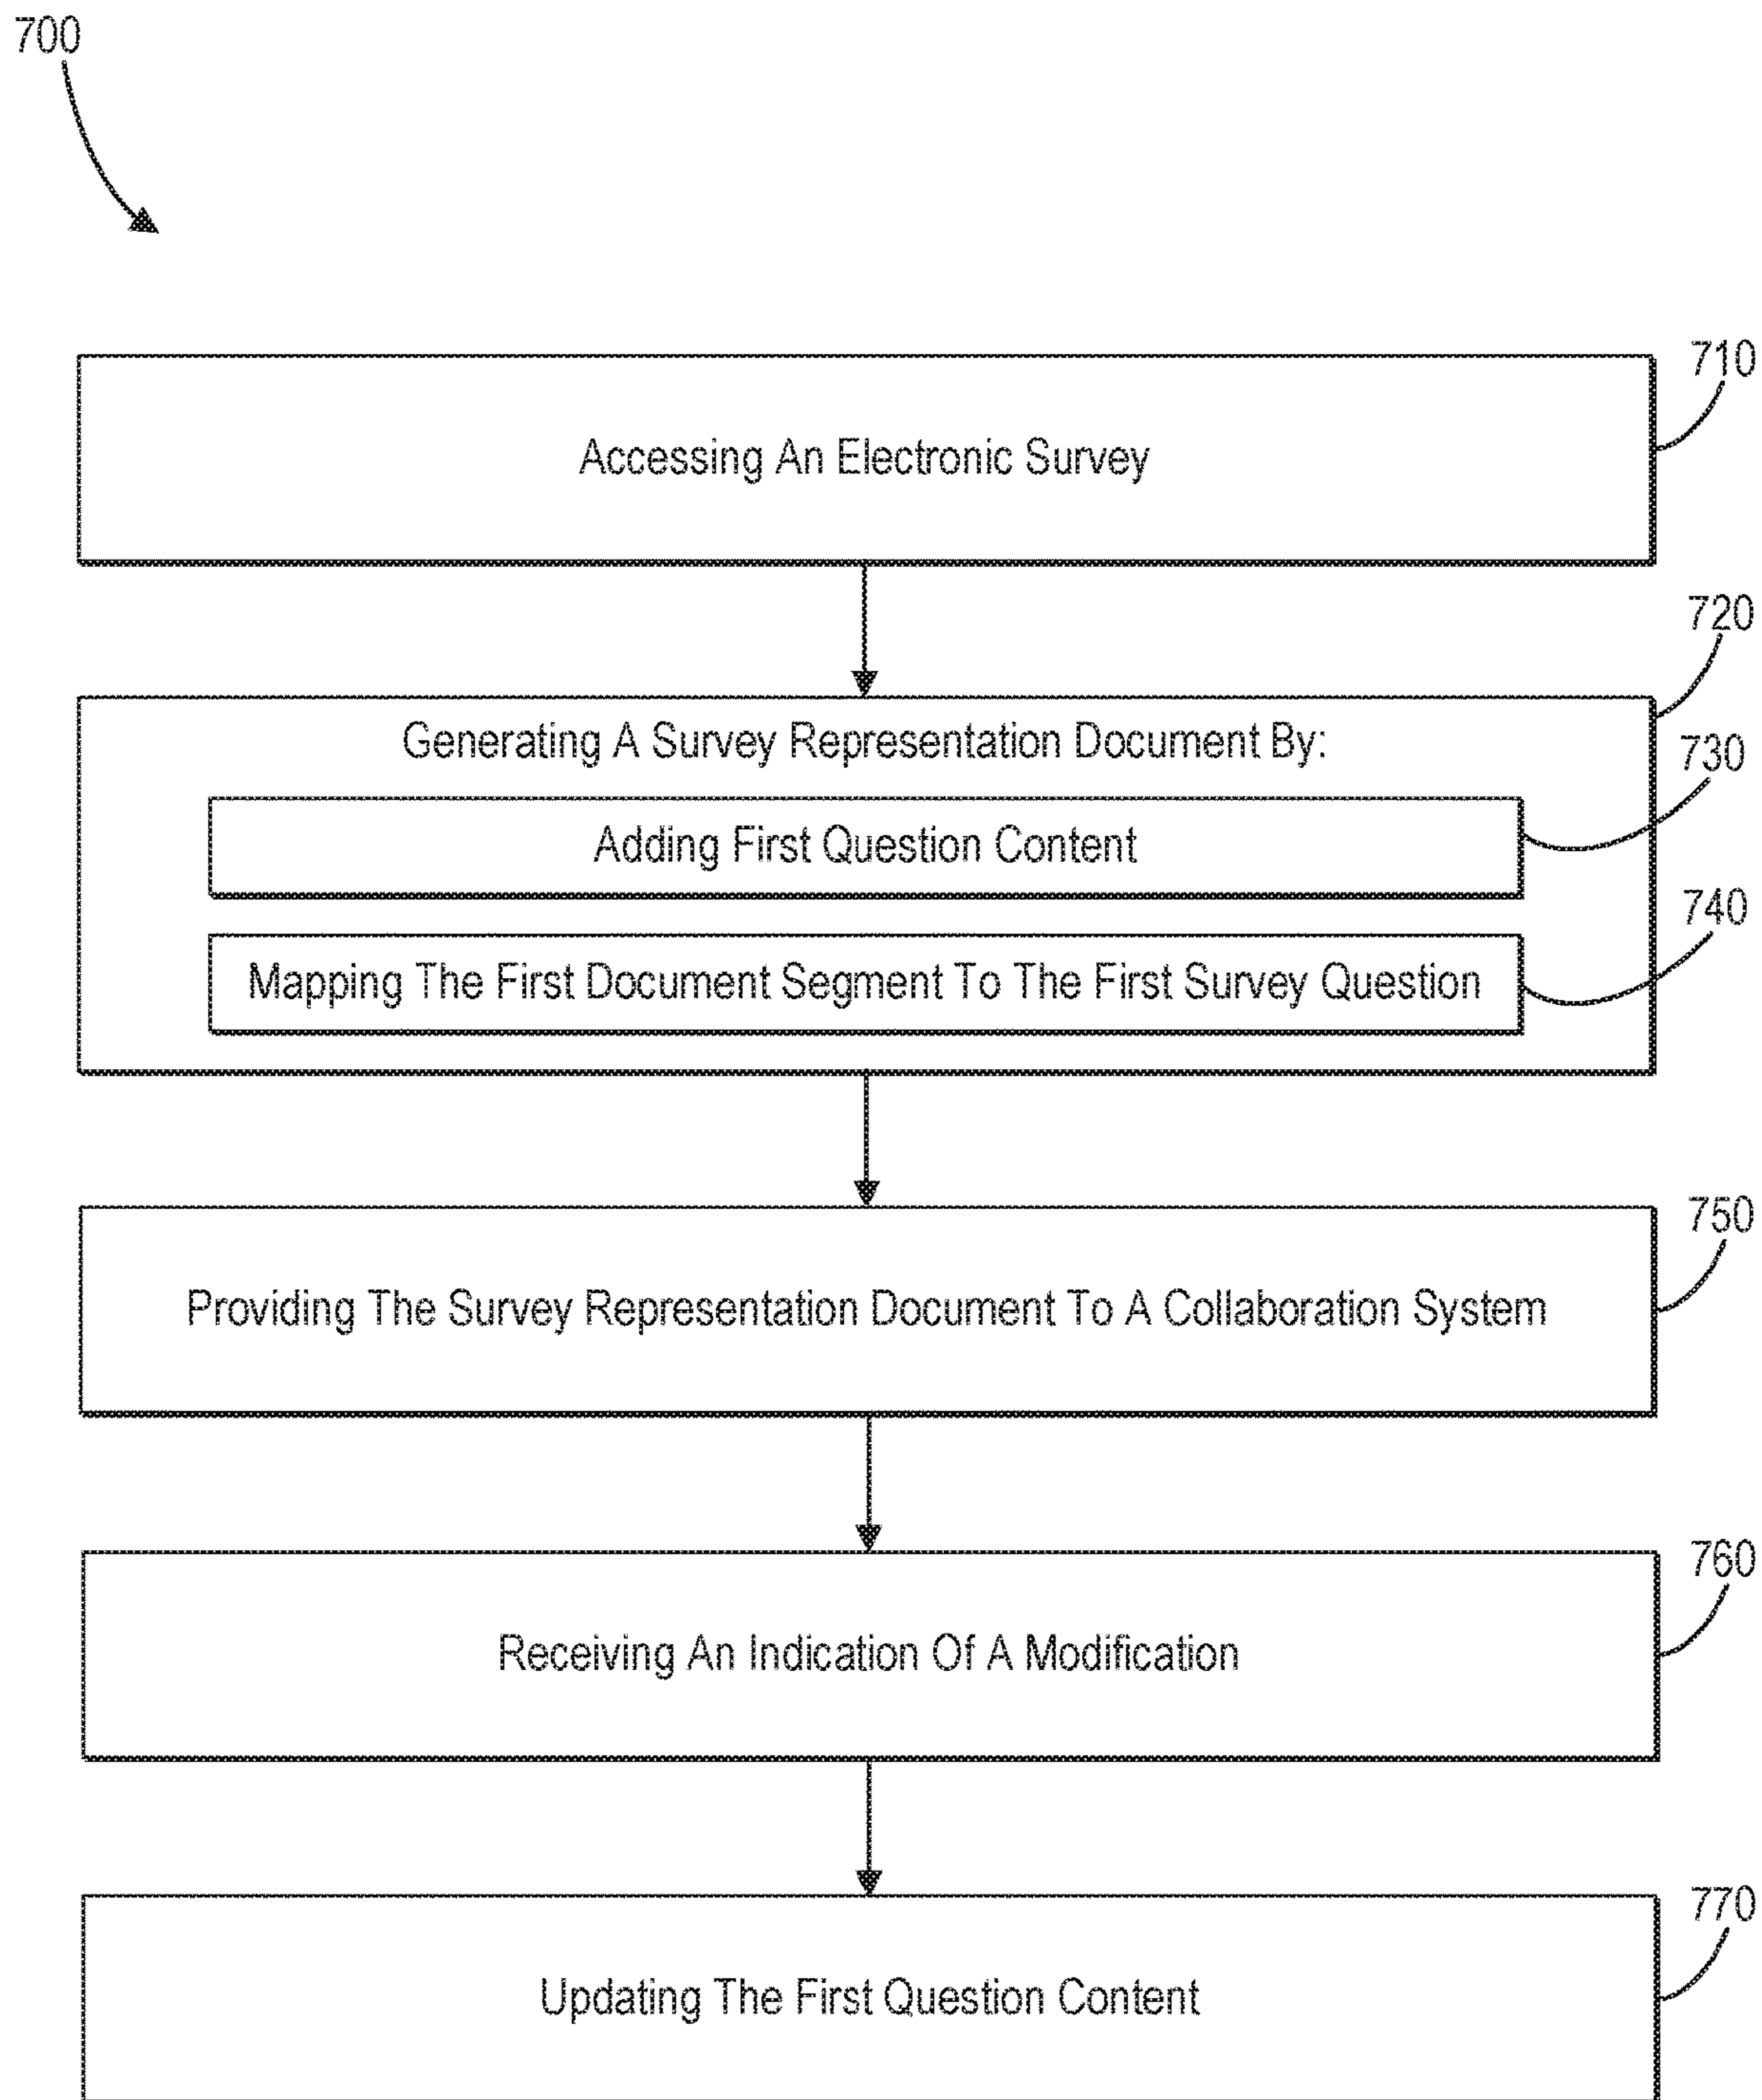 700
710
Accessing An Electronic Survey
720
Generating A Survey Representation Document By:
730
Adding First Question Content
740
Mapping The First Document Segment To The First Survey Question
750
Providing The Survey Representation Document To A Collaboration System
760
Receiving An Indication Of A Modification
770
Updating The First Question Content